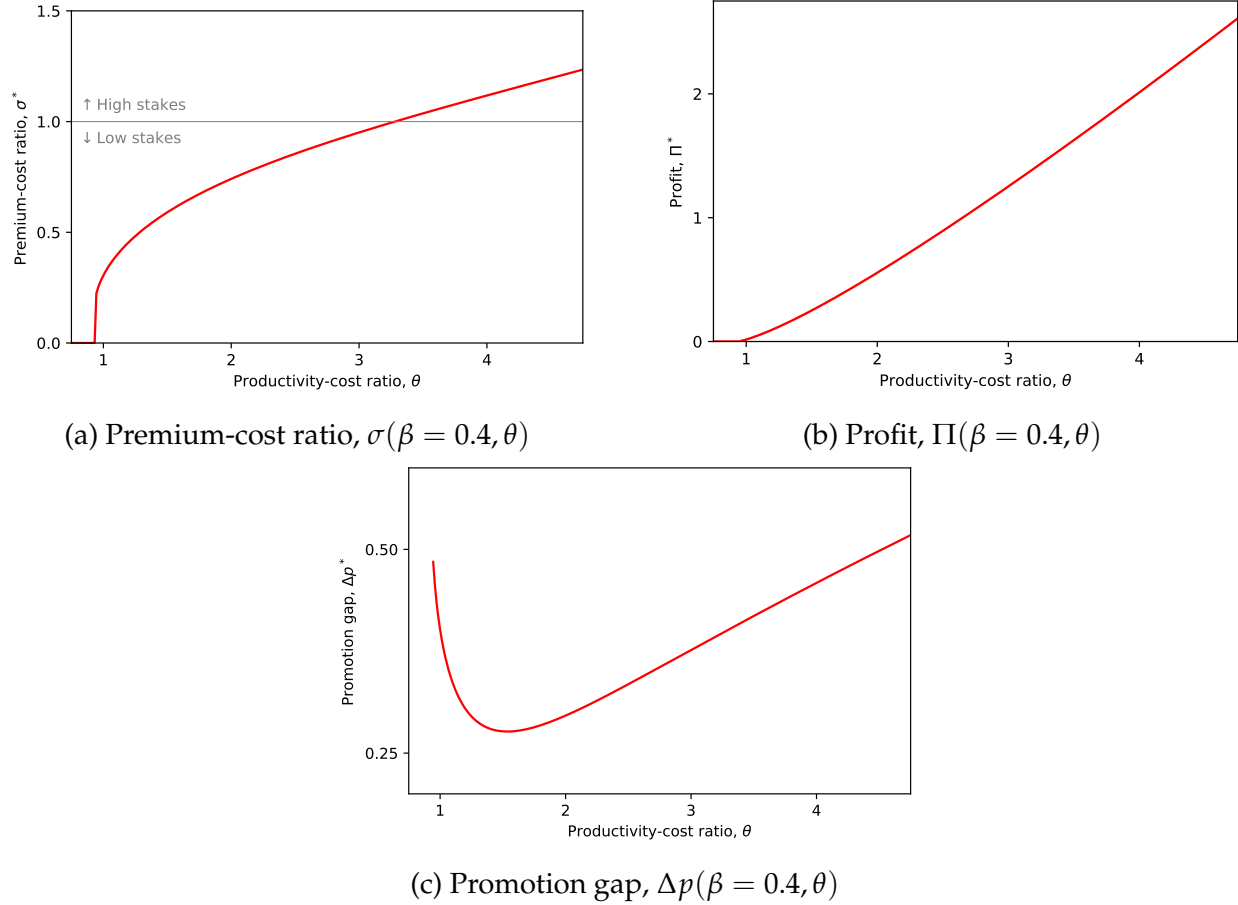 1.5
1.0
0.5
0.0
Premium-cost ratio, σ*
↑ High stakes
↓ Low stakes
1 2 3 4
Productivity-cost ratio, θ
(a) Premium-cost ratio, σ(β = 0.4, θ)
2
1
0
Profit, Π*
1 2 3 4
Productivity-cost ratio, θ
(b) Profit, Π(β = 0.4, θ)
0.50
0.25
Promotion gap, Δp*
1 2 3 4
Productivity-cost ratio, θ
(c) Promotion gap, Δp(β = 0.4, θ)